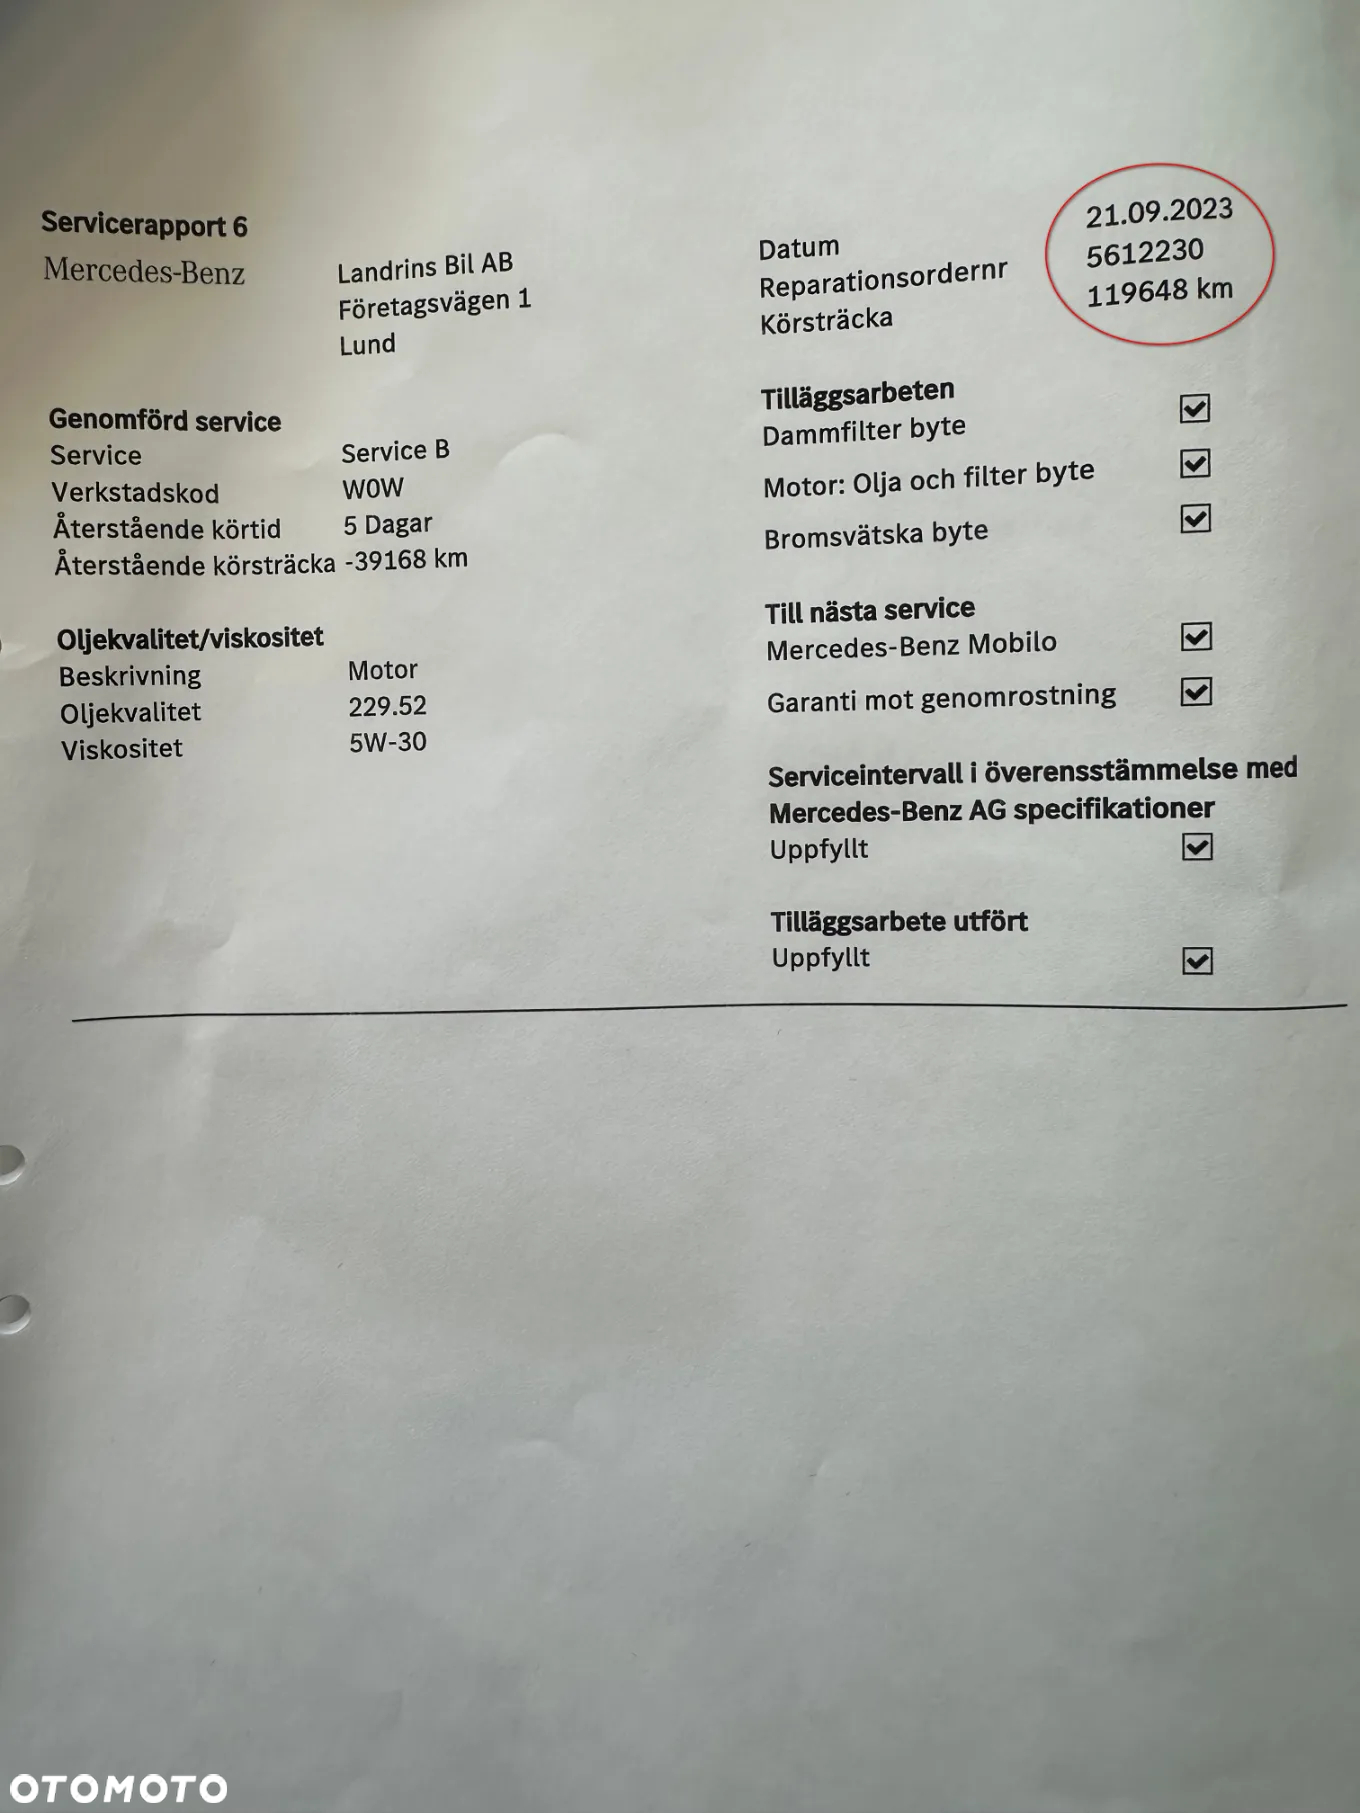 Servicerapport 6
Mercedes-Benz
Landrins Bil AB
Företagsvägen 1
Lund
Datum 21.09.2023
Reparationsordernr 5612230
Körsträcka 119648 km
Genomförd service
Service Service B
Verkstadskod W0W
Återstående körtid 5 Dagar
Återstående körsträcka -39168 km
Oljekvalitet/viskositet
Beskrivning Motor
Oljekvalitet 229.52
Viskositet 5W-30
Tilläggsarbeten
Dammfilter byte
Motor: Olja och filter byte
Bromsvätska byte
Till nästa service
Mercedes-Benz Mobilo
Garanti mot genomrostning
Serviceintervall i överensstämmelse med
Mercedes-Benz AG specifikationer
Uppfyllt
Tilläggsarbete utfört
Uppfyllt
OTOMOTO